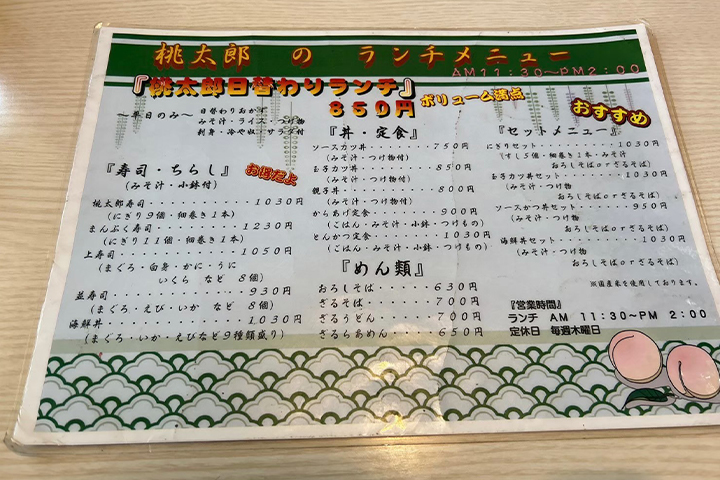 桃太郎 の ランチメニュー
AM11:30~PM2:00
『桃太郎日替わりランチ』
850円
ボリューム満点
～平日のみ～
日替わりおかず
みそ汁・ライス・つけ物
刺身・冷や奴・サラダ付
『寿司・ちらし』
お得だよ
(みそ汁・小鉢付)
桃太郎寿司・・・・・・・・1030円
(にぎり9個・細巻き1本)
まんぷく寿司・・・・・・・1230円
(にぎり11個・細巻き1本)
上寿司・・・・・・・・・・1050円
(まぐろ・白身・かに・うに
いくら など 8個)
並寿司・・・・・・・・・・930円
(まぐろ・えび・いか など 8個)
海鮮丼・・・・・・・・・・1030円
(まぐろ・いか・えびなど9種類盛り)
『丼・定食』
ソースカツ丼・・・・・・750円
(みそ汁・つけ物付)
玉子カツ丼・・・・・・・850円
(みそ汁・つけ物付)
親子丼・・・・・・・・・800円
(みそ汁・つけ物付)
からあげ定食・・・・・・900円
(ごはん・みそ汁・小鉢・つけもの)
とんかつ定食・・・・・・1030円
(ごはん・みそ汁・小鉢・つけもの)
『めん類』
おろしそば・・・・・・630円
ざるそば・・・・・・・700円
ざるうどん・・・・・・700円
ざるらあめん・・・・・650円
おすすめ
『セットメニュー』
にぎりセット・・・・・・・1030円
(すし5個・細巻き1本・みそ汁
おろしそばorざるそば)
玉子カツ丼セット・・・・・1030円
(みそ汁・つけ物
おろしそばorざるそば)
ソースかつ丼セット・・・・950円
(みそ汁・つけ物
おろしそばorざるそば)
海鮮丼セット・・・・・・・1030円
(みそ汁・つけ物
おろしそばorざるそば)
※国産米を使用しております。
『営業時間』
ランチ AM 11:30~PM 2:00
定休日 毎週木曜日